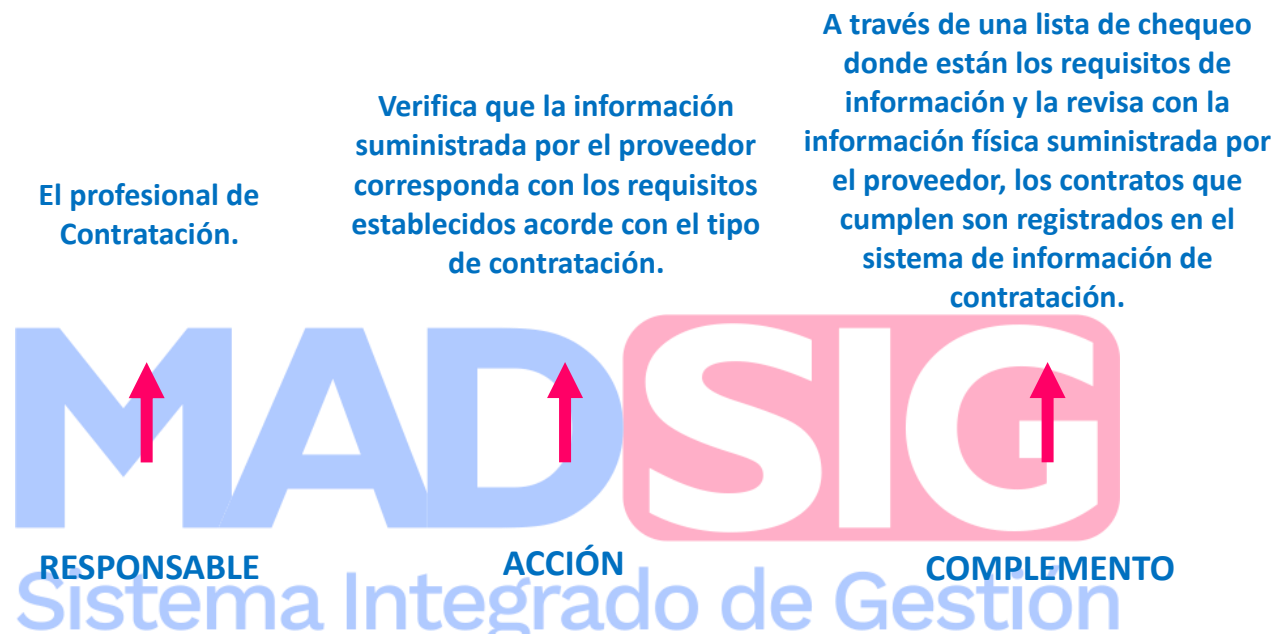 El profesional de
Contratación.
Verifica que la información
suministrada por el proveedor
corresponda con los requisitos
establecidos acorde con el tipo
de contratación.
A través de una lista de chequeo
donde están los requisitos de
información y la revisa con la
información física suministrada por
el proveedor, los contratos que
cumplen son registrados en el
sistema de información de
contratación.
MADSIG
RESPONSABLE
ACCIÓN
COMPLEMENTO
Sistema Integrado de Gestión